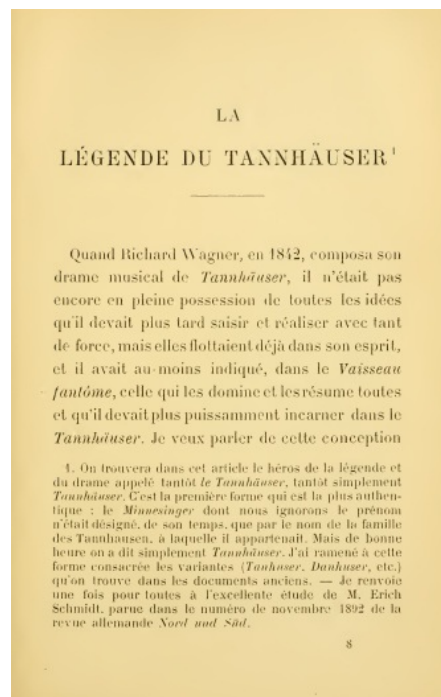 LA
LÉGENDE DU TANNHÄUSER¹
Quand Richard Wagner, en 1842, composa son
drame musical de Tannhäuser, il n'était pas
encore en pleine possession de toutes les idées
qu'il devait plus tard saisir et réaliser avec tant
de force, mais elles flottaient déjà dans son esprit,
et il avait au moins indiqué, dans le Vaisseau
fantôme, celle qui les domine et les résume toutes
et qu'il devait plus puissamment incarner dans le
Tannhäuser. Je veux parler de cette conception
1. On trouvera dans cet article le héros de la légende et
du drame appelé tantôt le Tannhäuser, tantôt simplement
Tannhäuser. C'est la première forme qui est la plus authen-
tique : le Minnesinger dont nous ignorons le prénom
n'était désigné, de son temps, que par le nom de la famille
des Tannhausen, à laquelle il appartenait. Mais de bonne
heure on a dit simplement Tannhäuser. J'ai ramené à cette
forme consacrée les variantes (Tanhuser, Danhuser, etc.)
qu'on trouve dans les documents anciens. — Je renvoie
une fois pour toutes à l'excellente étude de M. Erich
Schmidt, parue dans le numéro de novembre 1892 de la
revue allemande Nord und Süd.
8